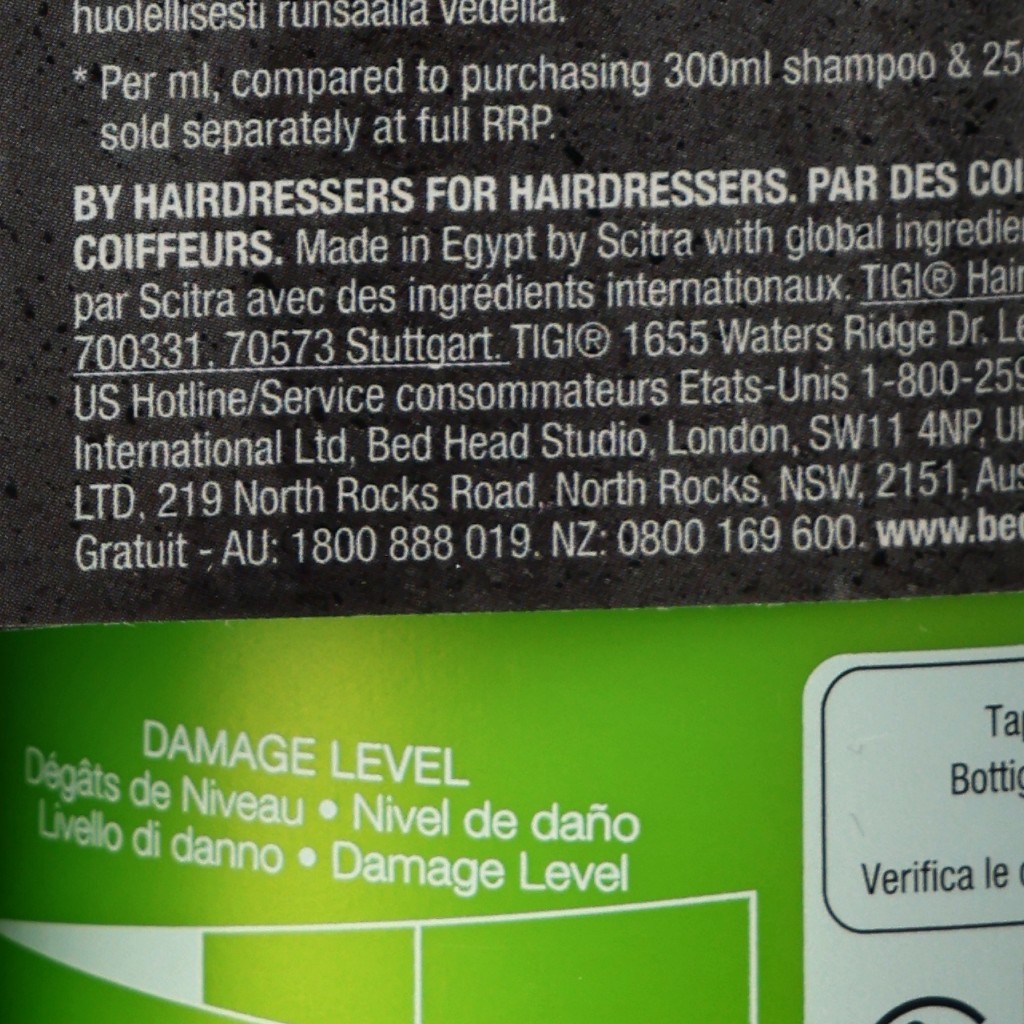 huolellisesti runsaalla vedellä.
* Per ml, compared to purchasing 300ml shampoo & 25
sold separately at full RRP.
BY HAIRDRESSERS FOR HAIRDRESSERS. PAR DES
COIFFEURS. Made in Egypt by Scitra with global
par Scitra avec des ingrédients internationaux. TIGI® Hair
700331, 70573 Stuttgart. TIGI® 1655 Waters Ridge Dr.
US Hotline/Service consommateurs Etats-Unis 1-800-259
International Ltd, Bed Head Studio, London, SW11 4NP,
LTD, 219 North Rocks Road, North Rocks, NSW, 2151,
Gratuit - AU: 1800 888 019. NZ: 0800 169 600.
DAMAGE LEVEL
Dégâts de Niveau • Nivel de daño
Livello di danno • Damage Level
Verifica le